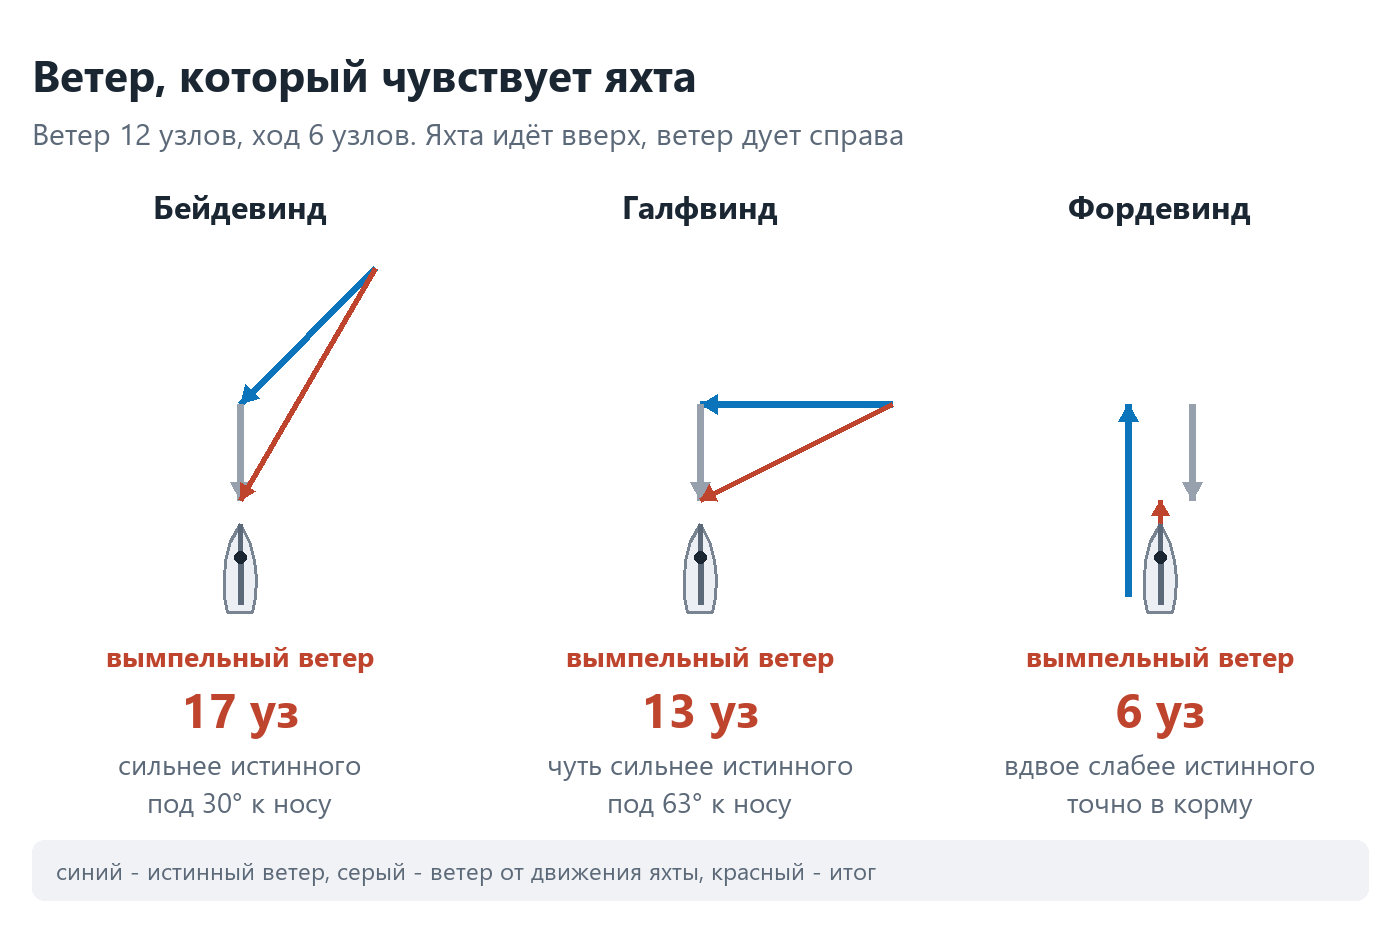 Ветер, который чувствует яхта
Ветер 12 узлов, ход 6 узлов. Яхта идёт вверх, ветер дует справа
Бейдевинд
Галфвинд
Фордевинд
вымпельный ветер
17 уз
сильнее истинного
под 30° к носу
вымпельный ветер
13 уз
чуть сильнее истинного
под 63° к носу
вымпельный ветер
6 уз
вдвое слабее истинного
точно в корму
синий - истинный ветер, серый - ветер от движения яхты, красный - итог